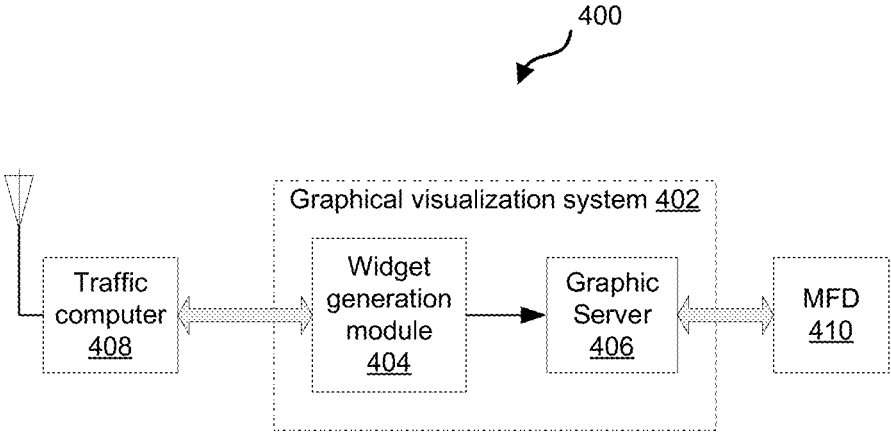 400
Graphical visualization system 402
Traffic
computer
408
Widget
generation
module
404
Graphic
Server
406
MFD
410